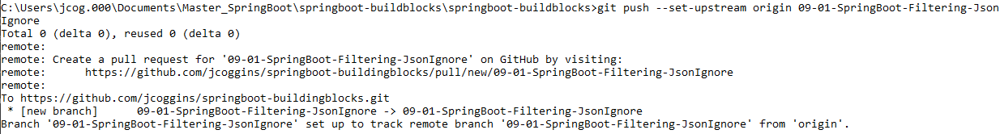 C:\Users\jcog.000\Documents\Master_SpringBoot\springboot-buildblocks\springboot-buildblocks>git push --set-upstream origin 09-01-SpringBoot-Filtering-Json
Ignore
Total 0 (delta 0), reused 0 (delta 0)
remote:
remote: Create a pull request for '09-01-SpringBoot-Filtering-JsonIgnore' on GitHub by visiting:
remote:      https://github.com/jcoggins/springboot-buildingblocks/pull/new/09-01-SpringBoot-Filtering-JsonIgnore
remote:
To https://github.com/jcoggins/springboot-buildingblocks.git
 * [new branch]      09-01-SpringBoot-Filtering-JsonIgnore -> 09-01-SpringBoot-Filtering-JsonIgnore
Branch '09-01-SpringBoot-Filtering-JsonIgnore' set up to track remote branch '09-01-SpringBoot-Filtering-JsonIgnore' from 'origin'.